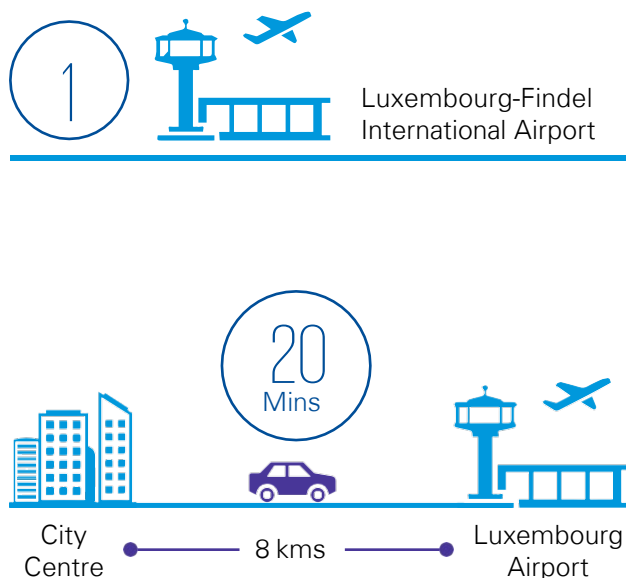 1
Luxembourg-Findel
International Airport
20
Mins
City
Centre
8 kms
Luxembourg
Airport